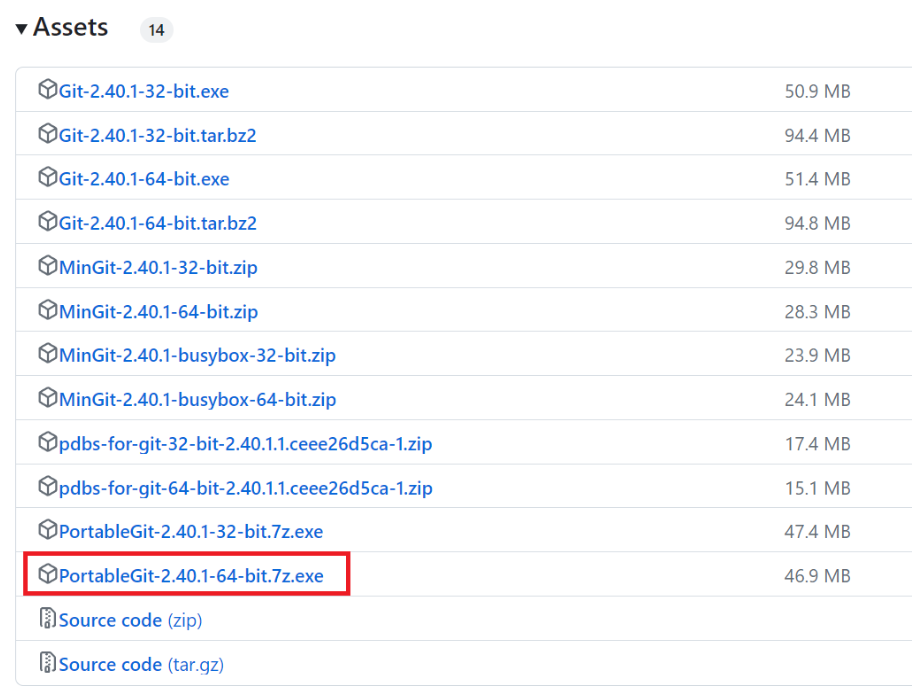 Assets 14
Git-2.40.1-32-bit.exe 50.9 MB
Git-2.40.1-32-bit.tar.bz2 94.4 MB
Git-2.40.1-64-bit.exe 51.4 MB
Git-2.40.1-64-bit.tar.bz2 94.8 MB
MinGit-2.40.1-32-bit.zip 29.8 MB
MinGit-2.40.1-64-bit.zip 28.3 MB
MinGit-2.40.1-busybox-32-bit.zip 23.9 MB
MinGit-2.40.1-busybox-64-bit.zip 24.1 MB
pdbs-for-git-32-bit-2.40.1.1.ceee26d5ca-1.zip 17.4 MB
pdbs-for-git-64-bit-2.40.1.1.ceee26d5ca-1.zip 15.1 MB
PortableGit-2.40.1-32-bit.7z.exe 47.4 MB
PortableGit-2.40.1-64-bit.7z.exe 46.9 MB
Source code (zip)
Source code (tar.gz)